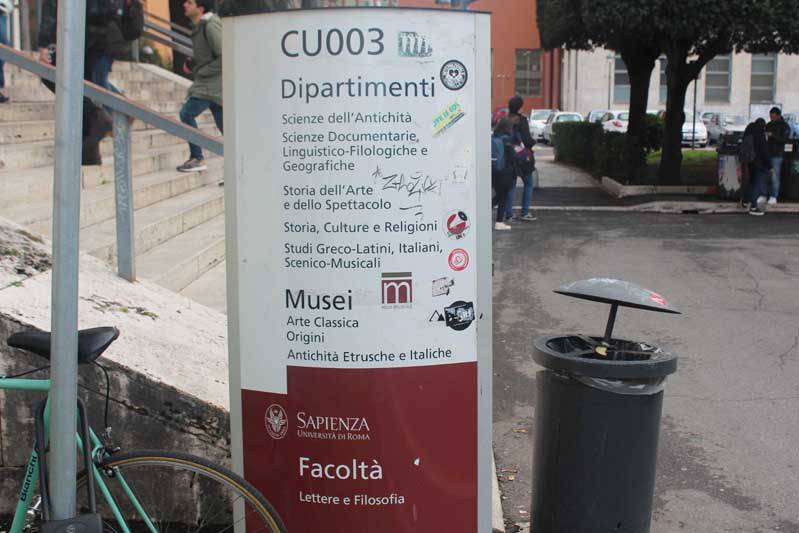 CU003
Dipartimenti
Scienze dell'Antichità
Scienze Documentarie,
Linguistico-Filologiche e
Geografiche
Storia dell'Arte
e dello Spettacolo
Storia, Culture e Religioni
Studi Greco-Latini, Italiani,
Scenico-Musicali
Musei
Arte Classica
Origini
Antichità Etrusche e Italiche
SAPIENZA
UNIVERSITÀ DI ROMA
Facoltà
Lettere e Filosofia
Bianchi